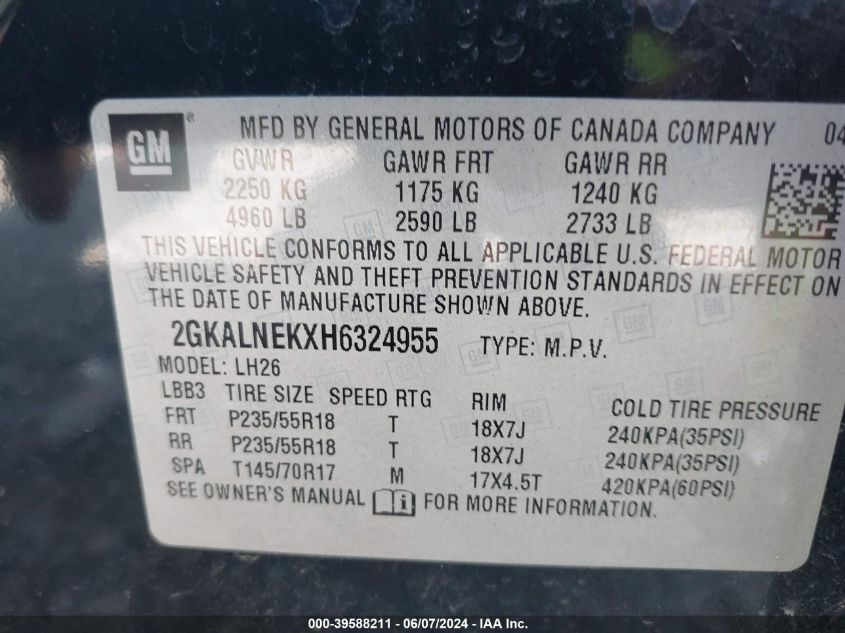 GM ® MFD BY GENERAL MOTORS OF CANADA COMPANY 04
GVWR GAWR FRT GAWR RR
2250 KG 1175 KG 1240 KG
4960 LB 2590 LB 2733 LB
THIS VEHICLE CONFORMS TO ALL APPLICABLE U.S. FEDERAL MOTOR
VEHICLE SAFETY AND THEFT PREVENTION STANDARDS IN EFFECT ON
THE DATE OF MANUFACTURE SHOWN ABOVE.
2GKALNEKXH6324955 TYPE: M.P.V.
MODEL: LH26
LBB3 TIRE SIZE SPEED RTG RIM COLD TIRE PRESSURE
FRT P235/55R18 T 18X7J 240KPA(35PSI)
RR P235/55R18 T 18X7J 240KPA(35PSI)
SPA T145/70R17 M 17X4.5T 420KPA(60PSI)
SEE OWNER'S MANUAL i FOR MORE INFORMATION.
000-39588211 - 06/07/2024 - IAA Inc.